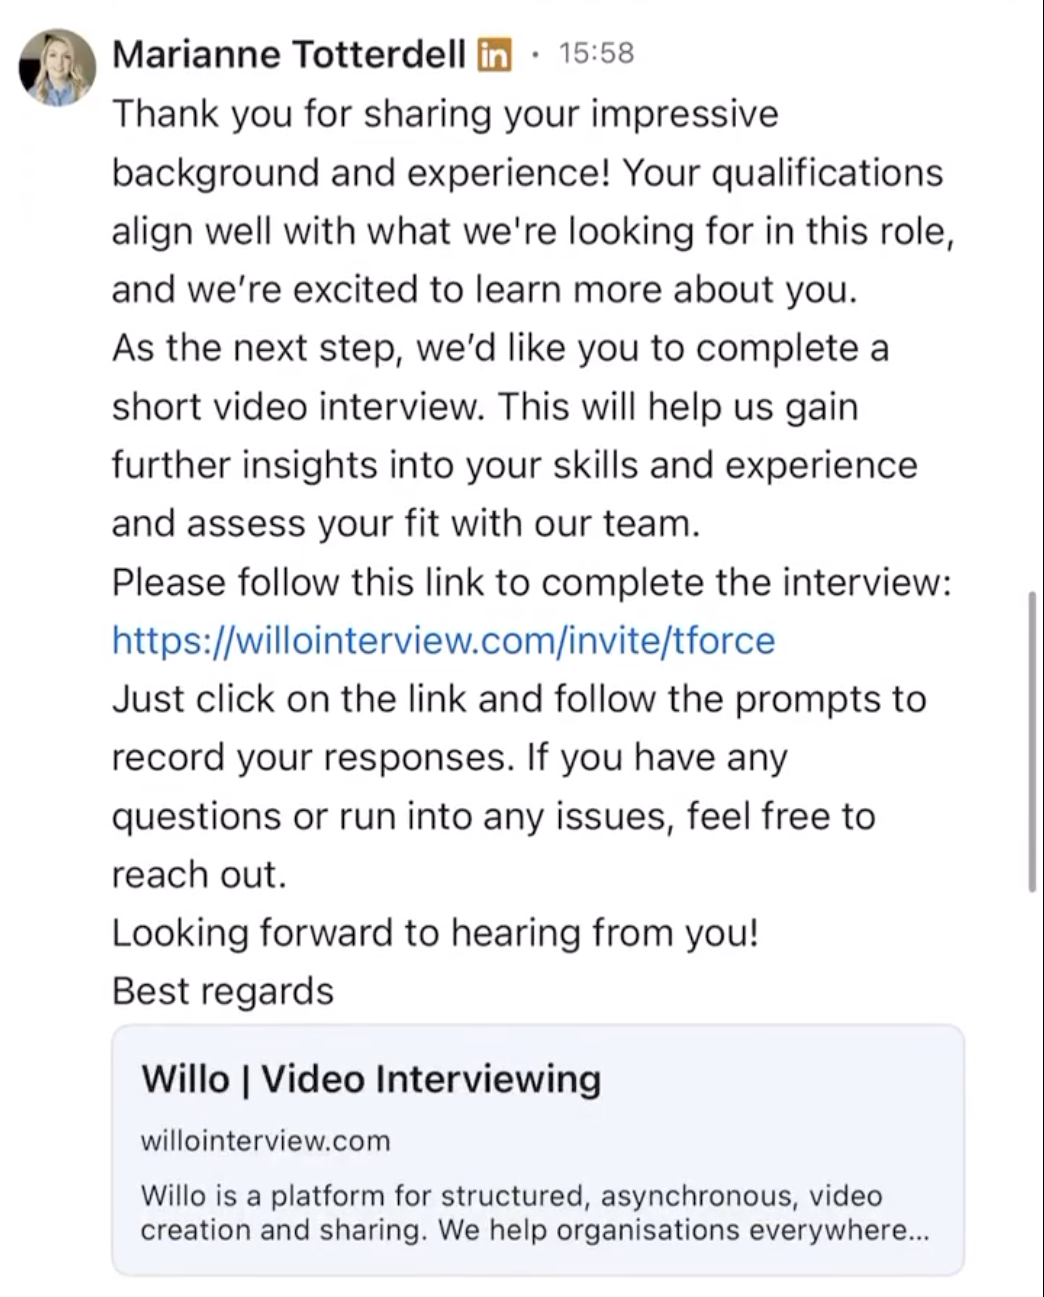 Marianne Totterdell in · 15:58
Thank you for sharing your impressive
background and experience! Your qualifications
align well with what we're looking for in this role,
and we’re excited to learn more about you.
As the next step, we’d like you to complete a
short video interview. This will help us gain
further insights into your skills and experience
and assess your fit with our team.
Please follow this link to complete the interview:
https://willointerview.com/invite/tforce
Just click on the link and follow the prompts to
record your responses. If you have any
questions or run into any issues, feel free to
reach out.
Looking forward to hearing from you!
Best regards
Willo | Video Interviewing
willointerview.com
Willo is a platform for structured, asynchronous, video
creation and sharing. We help organisations everywhere...